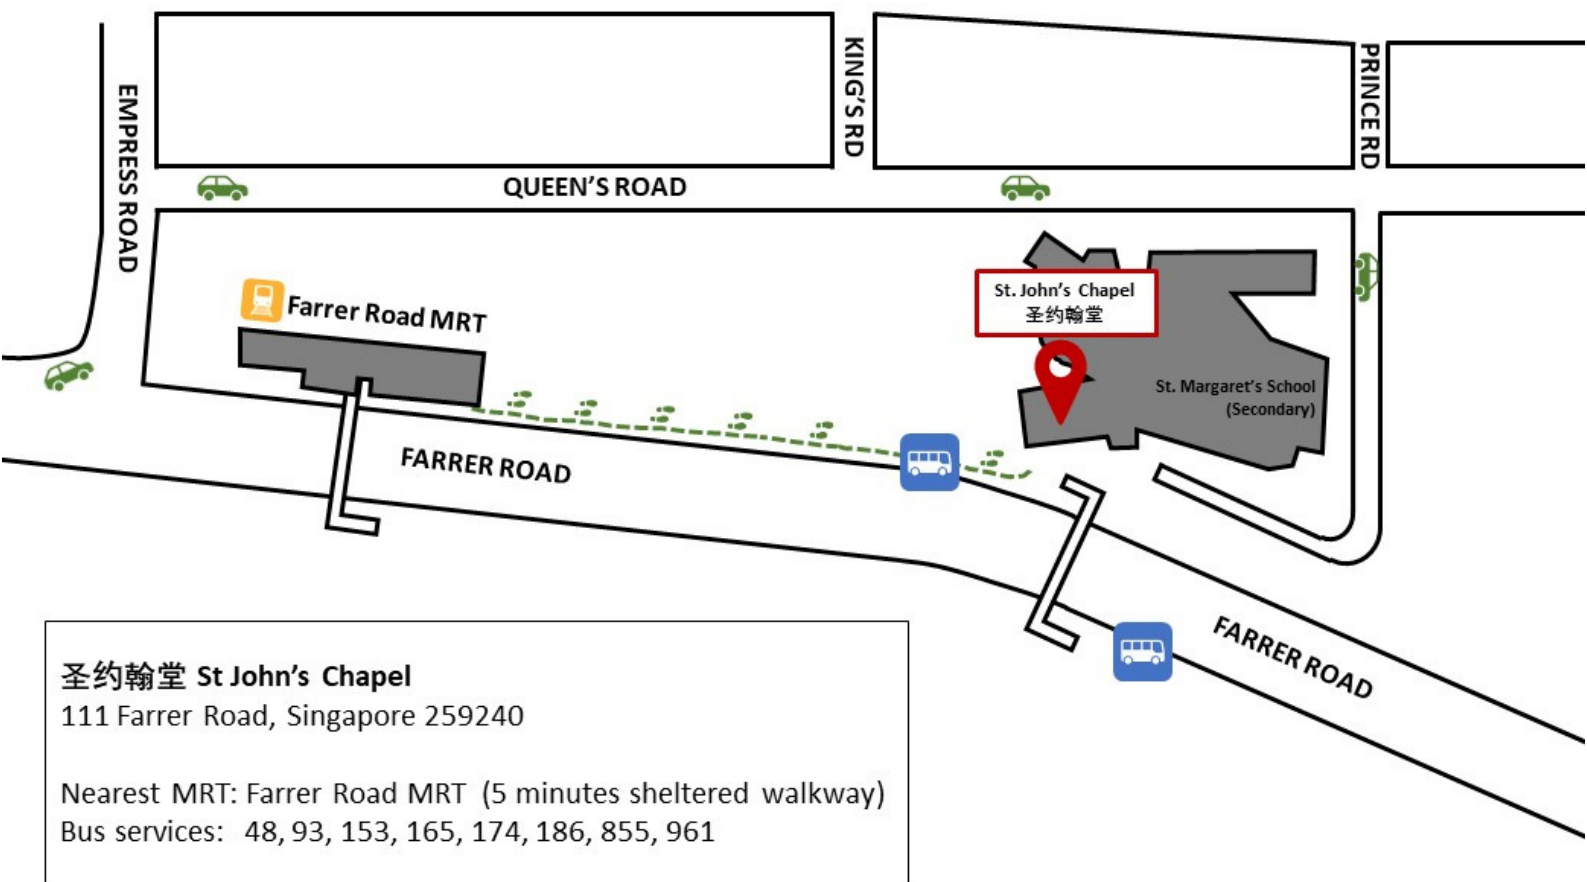 KING'S RD
PRINCE RD
EMPRESS ROAD
QUEEN'S ROAD
St. John's Chapel
圣约翰堂
Farrer Road MRT
St. Margaret's School
(Secondary)
FARRER ROAD
FARRER ROAD
圣约翰堂 St John's Chapel
111 Farrer Road, Singapore 259240
Nearest MRT: Farrer Road MRT (5 minutes sheltered walkway)
Bus services: 48, 93, 153, 165, 174, 186, 855, 961